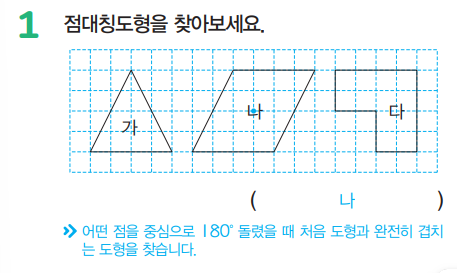 1 점대칭도형을 찾아보세요.
가 나 다
( 나 )
어떤 점을 중심으로 180° 돌렸을 때 처음 도형과 완전히 겹치
는 도형을 찾습니다.